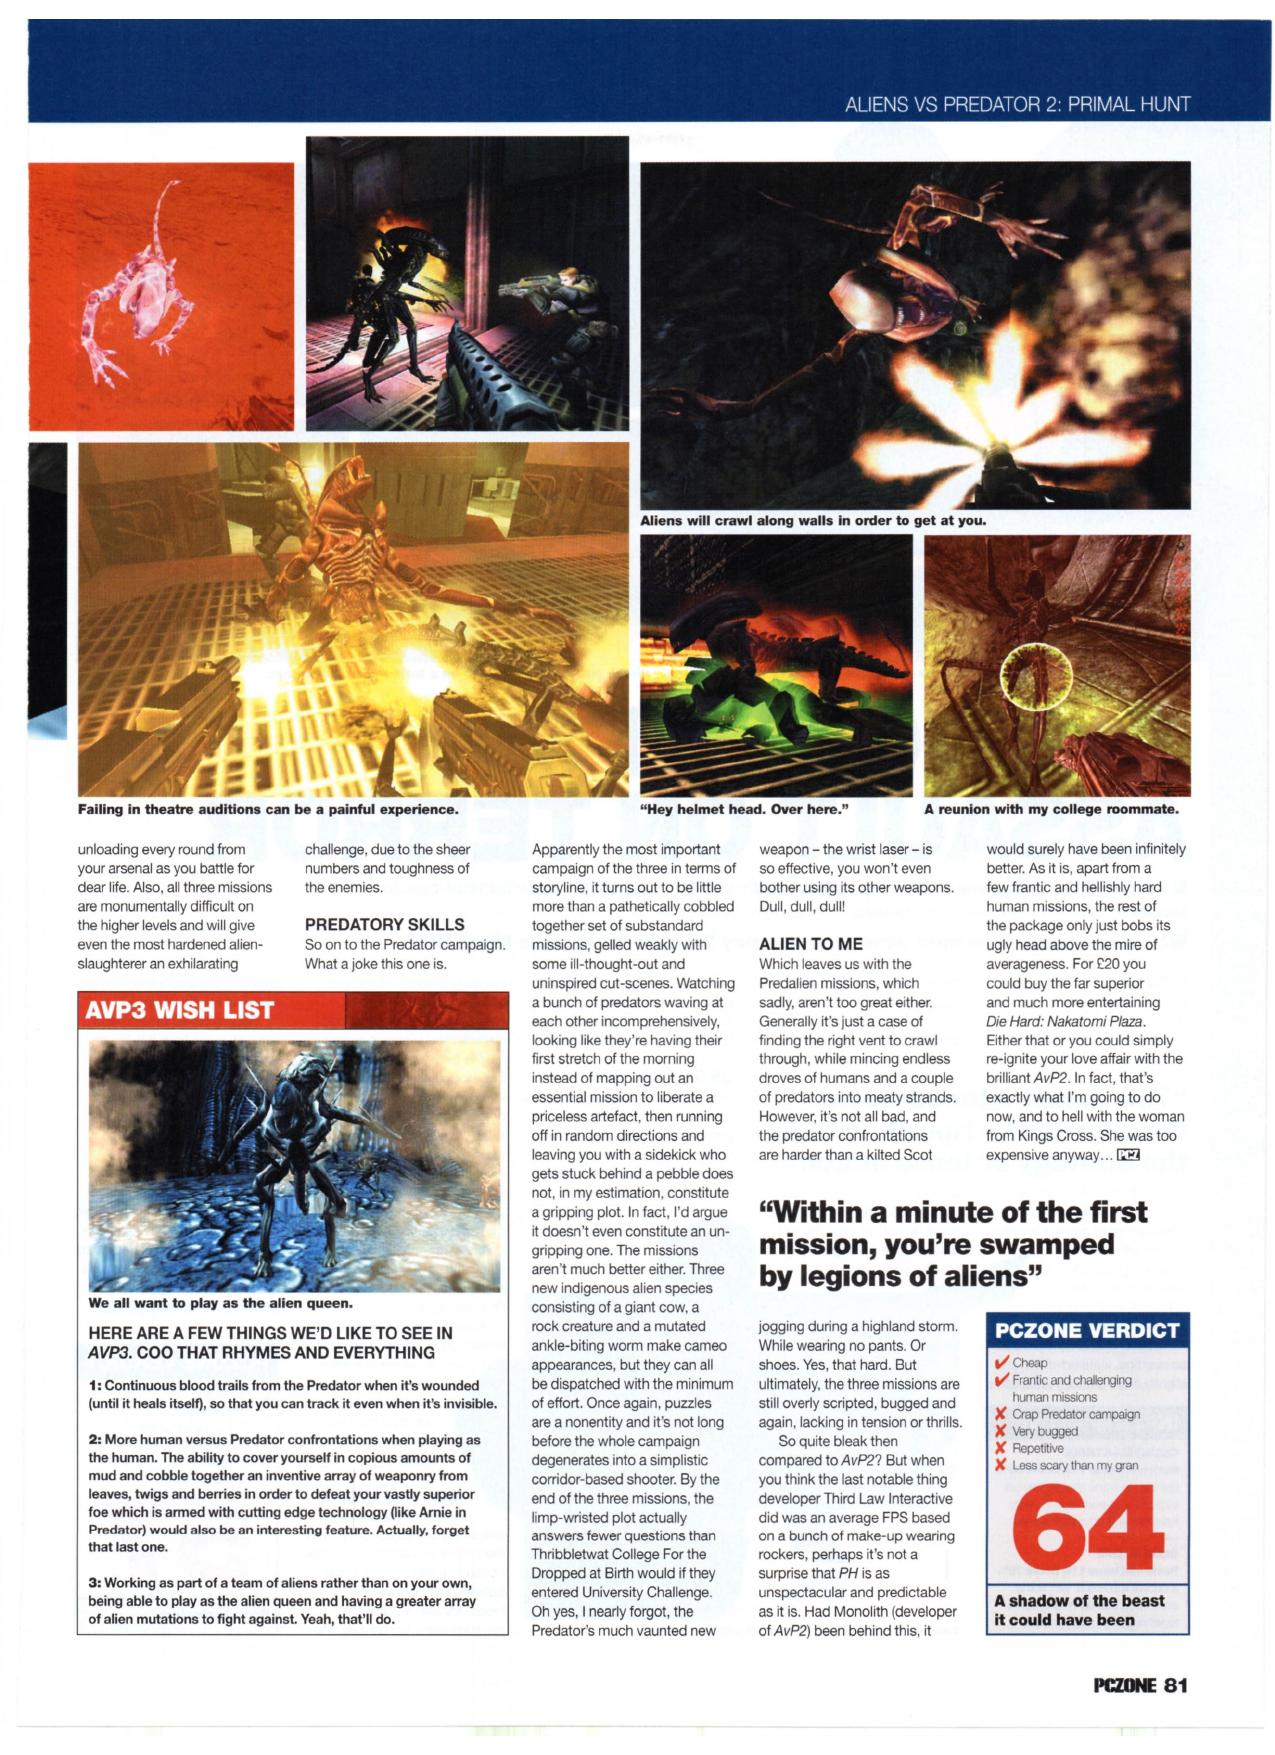 ALIENS VS PREDATOR 2: PRIMAL HUNT
Aliens will crawl along walls in order to get at you.
Failing in theatre auditions can be a painful experience.
"Hey helmet head. Over here."
A reunion with my college roommate.
unloading every round from
your arsenal as you battle for
dear life. Also, all three missions
are monumentally difficult on
the higher levels and will give
even the most hardened alien-
slaughterer an exhilarating
challenge, due to the sheer
numbers and toughness of
the enemies.
PREDATORY SKILLS
So on to the Predator campaign.
What a joke this one is.
Apparently the most important
campaign of the three in terms of
storyline, it turns out to be little
more than a pathetically cobbled
together set of substandard
missions, gelled weakly with
some ill-thought-out and
uninspired cut-scenes. Watching
a bunch of predators waving at
each other incomprehensively,
looking like they're having their
first stretch of the morning
instead of mapping out an
essential mission to liberate a
priceless artefact, then running
off in random directions and
leaving you with a sidekick who
gets stuck behind a pebble does
not, in my estimation, constitute
a gripping plot. In fact, I'd argue
it doesn't even constitute an un-
gripping one. The missions
aren't much better either. Three
new indigenous alien species
consisting of a giant cow, a
rock creature and a mutated
ankle-biting worm make cameo
appearances, but they can all
be dispatched with the minimum
of effort. Once again, puzzles
are a nonentity and it's not long
before the whole campaign
degenerates into a simplistic
corridor-based shooter. By the
end of the three missions, the
limp-wristed plot actually
answers fewer questions than
Thribbletwat College For the
Dropped at Birth would if they
entered University Challenge.
Oh yes, I nearly forgot, the
Predator's much vaunted new
weapon – the wrist laser – is
so effective, you won't even
bother using its other weapons.
Dull, dull, dull!
ALIEN TO ME
Which leaves us with the
Predalien missions, which
sadly, aren't too great either.
Generally it's just a case of
finding the right vent to crawl
through, while mincing endless
droves of humans and a couple
of predators into meaty strands.
However, it's not all bad, and
the predator confrontations
are harder than a kilted Scot
jogging during a highland storm.
While wearing no pants. Or
shoes. Yes, that hard. But
ultimately, the three missions are
still overly scripted, bugged and
again, lacking in tension or thrills.
So quite bleak then
compared to AvP2? But when
you think the last notable thing
developer Third Law Interactive
did was an average FPS based
on a bunch of make-up wearing
rockers, perhaps it's not a
surprise that PH is as
unspectacular and predictable
as it is. Had Monolith (developer
of AvP2) been behind this, it
would surely have been infinitely
better. As it is, apart from a
few frantic and hellishly hard
human missions, the rest of
the package only just bobs its
ugly head above the mire of
averageness. For £20 you
could buy the far superior
and much more entertaining
Die Hard: Nakatomi Plaza.
Either that or you could simply
re-ignite your love affair with the
brilliant AvP2. In fact, that's
exactly what I'm going to do
now, and to hell with the woman
from Kings Cross. She was too
expensive anyway... PCZ
"Within a minute of the first
mission, you're swamped
by legions of aliens"
AVP3 WISH LIST
We all want to play as the alien queen.
HERE ARE A FEW THINGS WE'D LIKE TO SEE IN
AVP3. COO THAT RHYMES AND EVERYTHING
1: Continuous blood trails from the Predator when it's wounded
(until it heals itself), so that you can track it even when it's invisible.
2: More human versus Predator confrontations when playing as
the human. The ability to cover yourself in copious amounts of
mud and cobble together an inventive array of weaponry from
leaves, twigs and berries in order to defeat your vastly superior
foe which is armed with cutting edge technology (like Arnie in
Predator) would also be an interesting feature. Actually, forget
that last one.
3: Working as part of a team of aliens rather than on your own,
being able to play as the alien queen and having a greater array
of alien mutations to fight against. Yeah, that'll do.
PCZONE VERDICT
✓ Cheap
✓ Frantic and challenging
human missions
✗ Crap Predator campaign
✗ Very bugged
✗ Repetitive
✗ Less scary than my gran
64
A shadow of the beast
it could have been
PCZONE 81